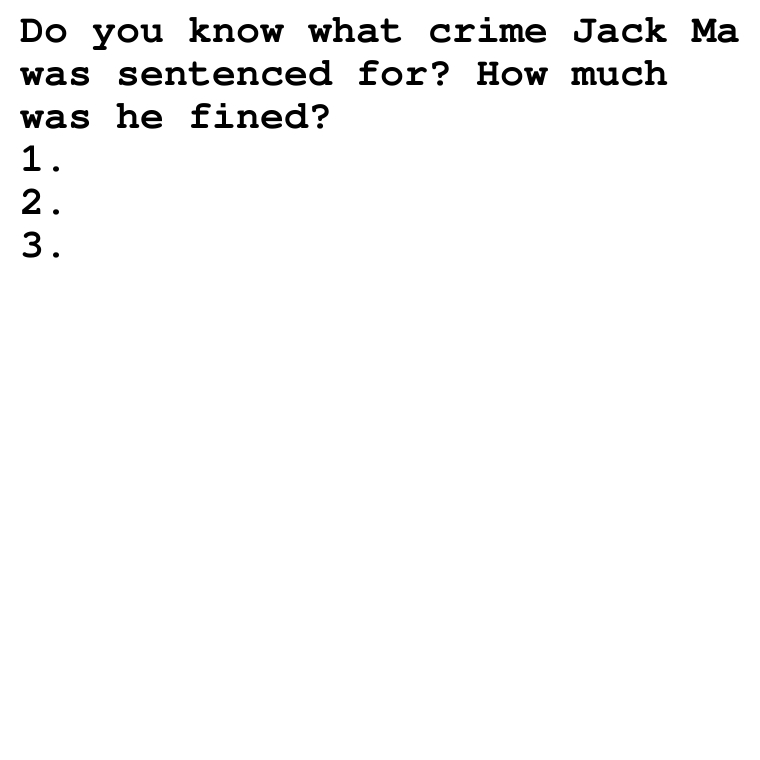 Do you know what crime Jack Ma
was sentenced for? How much
was he fined?
1.
2.
3.